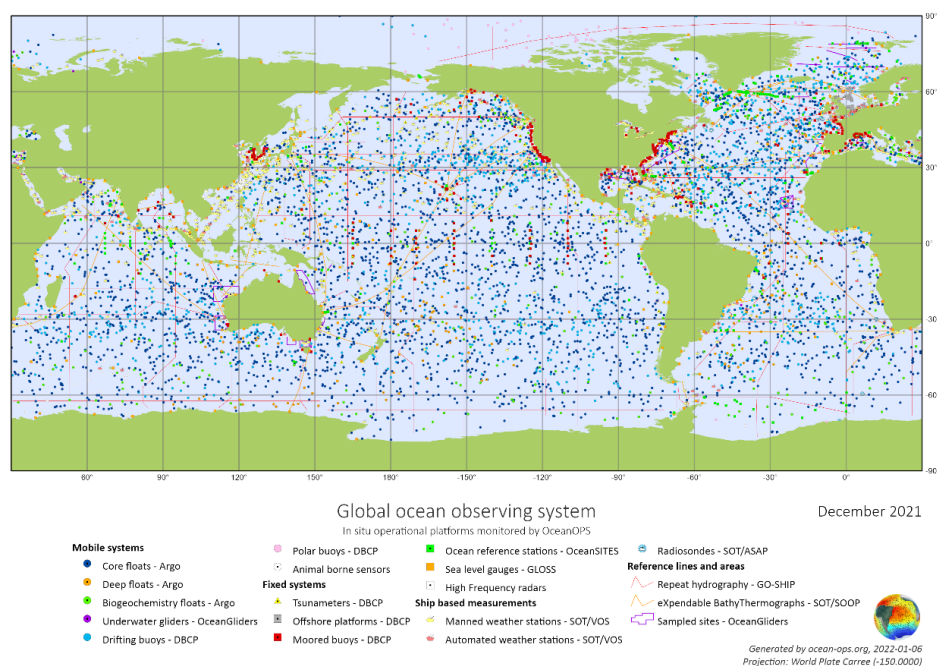 90°
60°
30°
0°
-30°
-60°
-90
60°
90°
120°
150°
180°
-150°
-120°
-90°
-60°
-30°
0°
Global ocean observing system
December 2021
In situ operational platforms monitored by OceanOPS
Mobile systems
Core floats - Argo
Deep floats - Argo
Biogeochemistry floats - Argo
Underwater gliders - OceanGliders
Drifting buoys - DBCP
Polar buoys - DBCP
Animal borne sensors
Fixed systems
Tsunameters - DBCP
Offshore platforms - DBCP
Moored buoys - DBCP
Ocean reference stations - OceanSITES
Sea level gauges - GLOSS
High Frequency radars
Ship based measurements
Manned weather stations - SOT/VOS
Automated weather stations - SOT/VOS
Radiosondes - SOT/ASAP
Reference lines and areas
Repeat hydrography - GO-SHIP
eXpendable BathyThermographs - SOT/SOOP
Sampled sites - OceanGliders
Generated by ocean-ops.org, 2022-01-06
Projection: World Plate Carree (-150.0000)